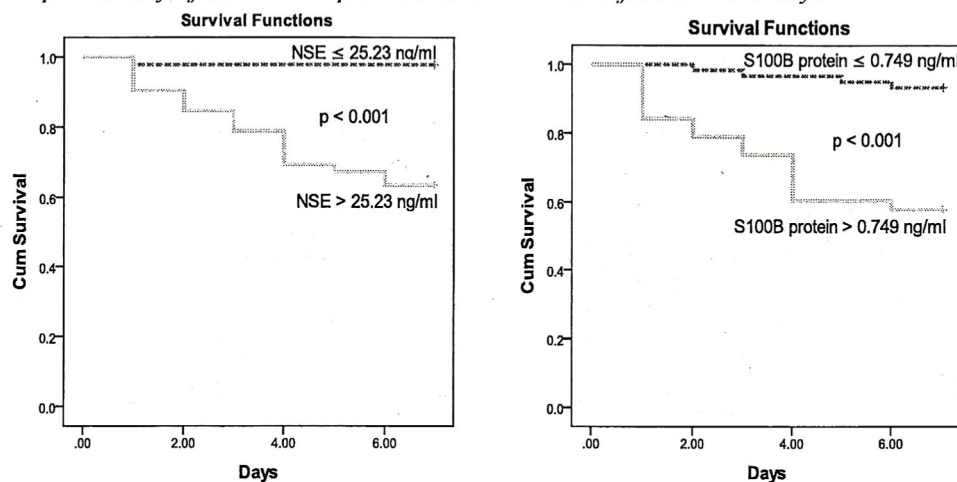 Survival Functions
NSE ≤ 25.23 ng/ml
p < 0.001
NSE > 25.23 ng/ml
Cum Survival
1.0
0.8
0.6
0.4
0.2
0.0
.00 2.00 4.00 6.00
Days
Survival Functions
S100B protein ≤ 0.749 ng/ml
p < 0.001
S100B protein > 0.749 ng/ml
Cum Survival
1.0
0.8
0.6
0.4
0.2
0.0
.00 2.00 4.00 6.00
Days